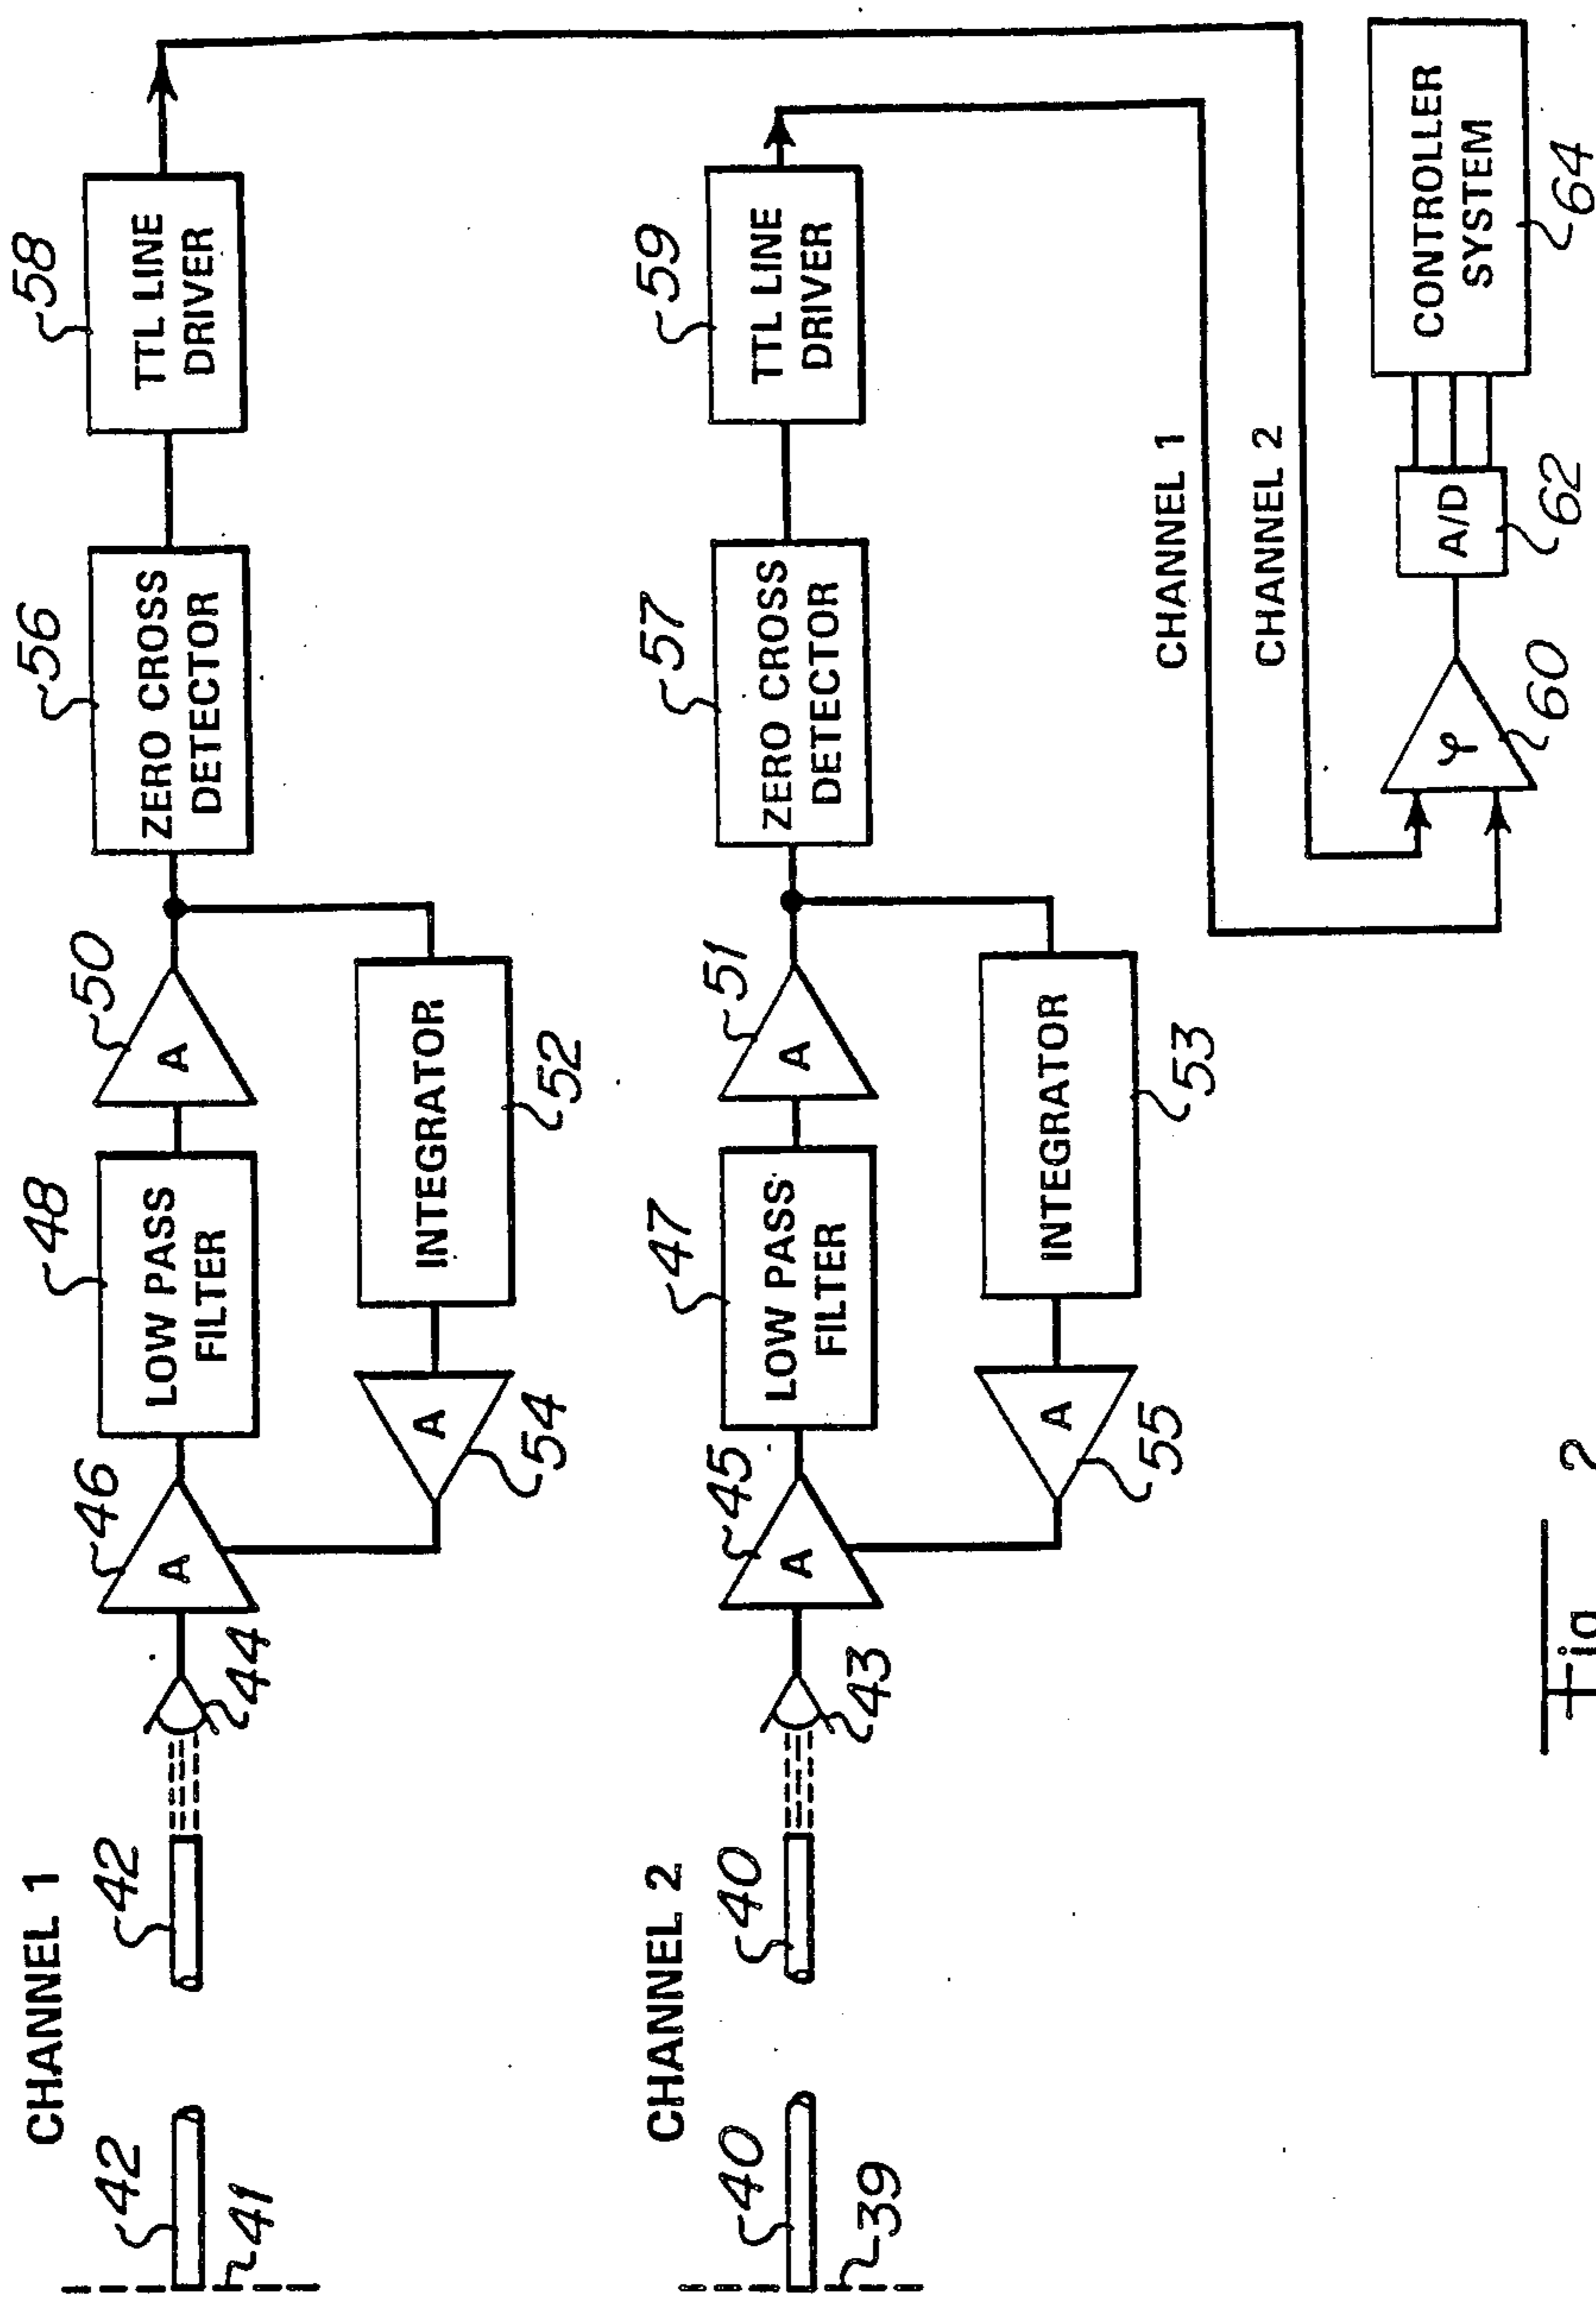 CHANNEL 1
42
41
42
44
46
A
48
LOW PASS
FILTER
50
A
INTEGRATOR
52
A
54
56
ZERO CROSS
DETECTOR
58
TTL LINE
DRIVER
CHANNEL 2
40
39
40
43
45
A
47
LOW PASS
FILTER
51
A
INTEGRATOR
53
A
55
57
ZERO CROSS
DETECTOR
59
TTL LINE
DRIVER
CHANNEL 1
CHANNEL 2
φ
60
A/D
62
CONTROLLER
SYSTEM
64
Fig 2